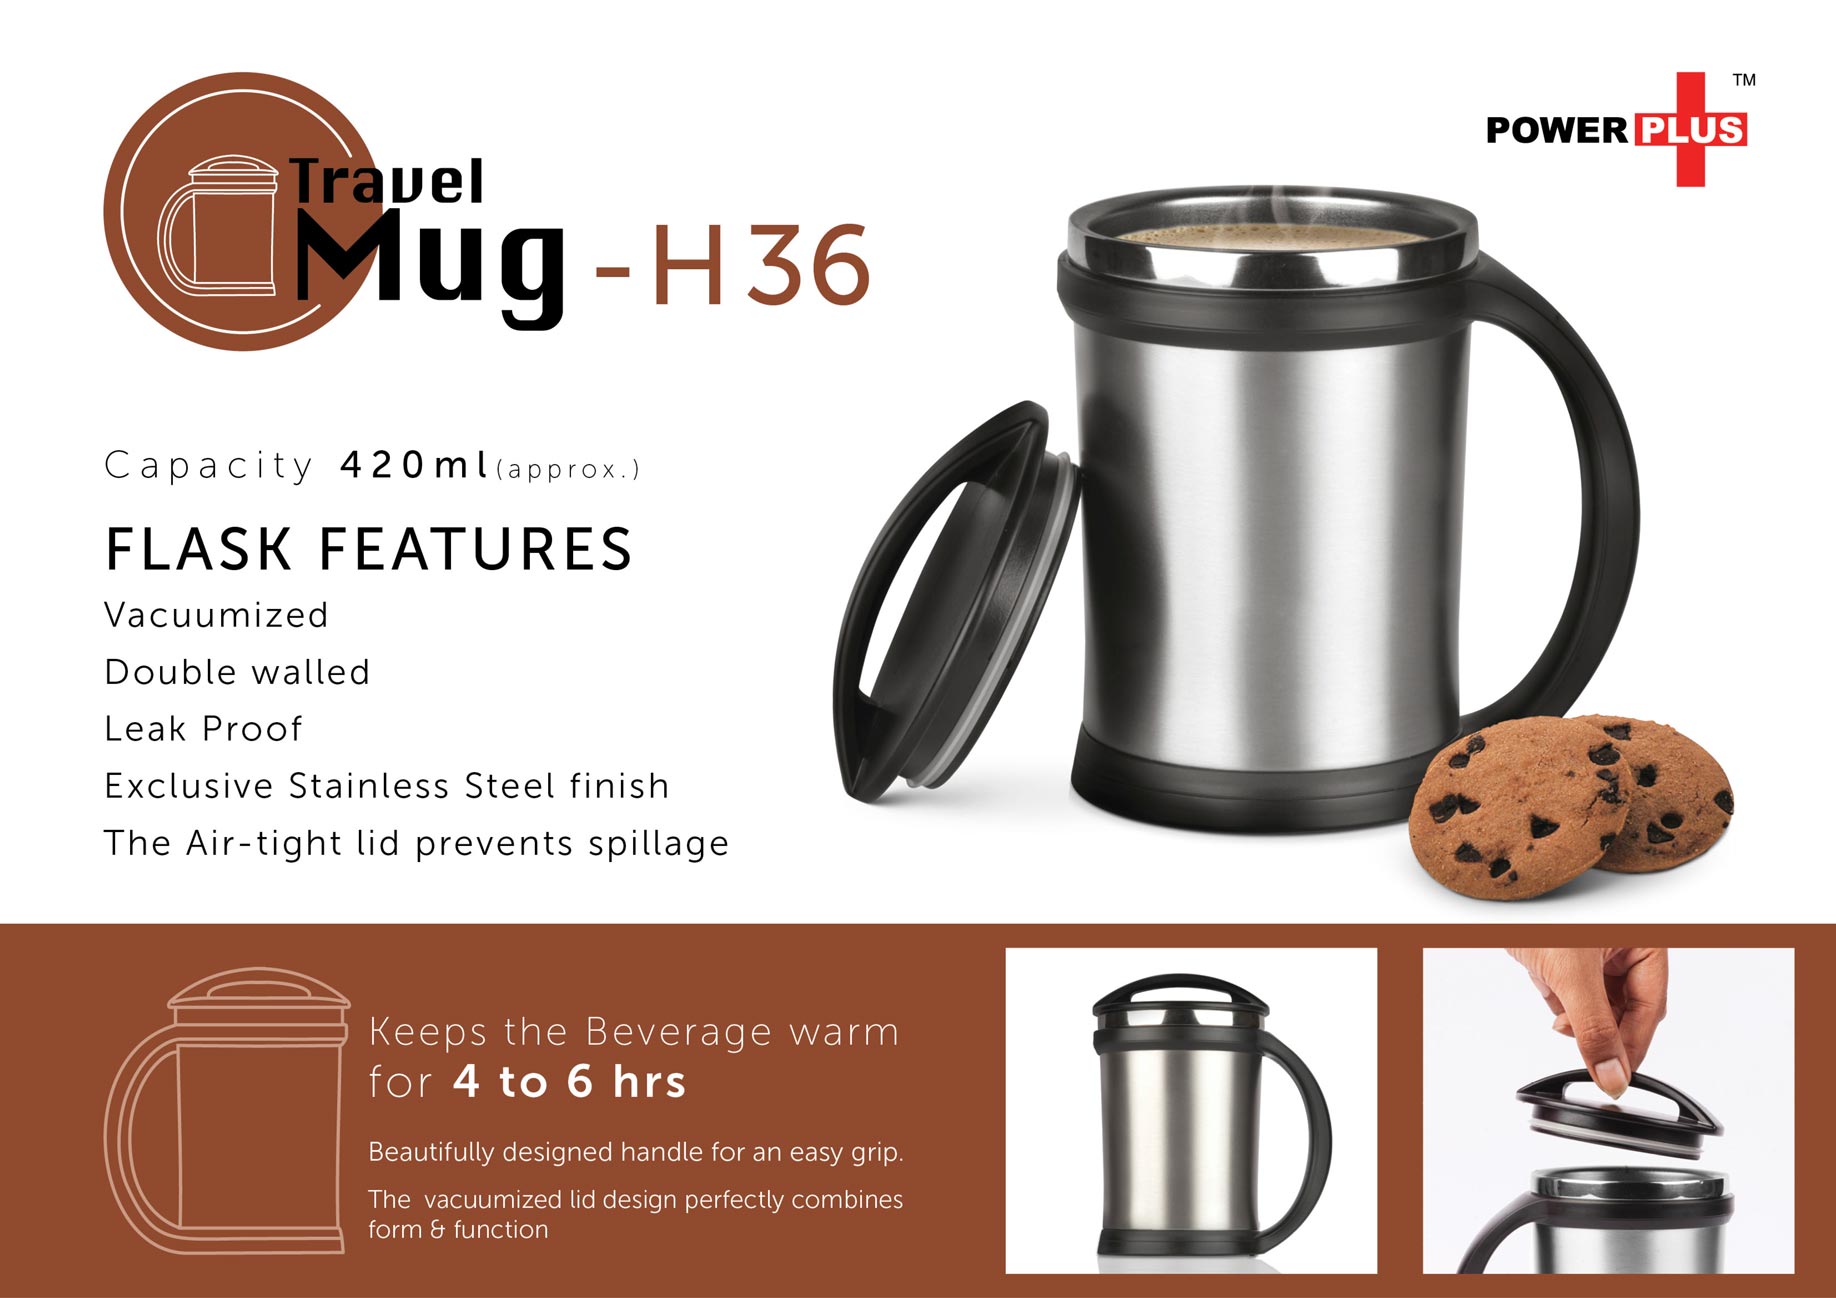 Travel
Mug - H36
POWER PLUS TM
Capacity 420ml (approx.)
FLASK FEATURES
Vacuumized
Double walled
Leak Proof
Exclusive Stainless Steel finish
The Air-tight lid prevents spillage
Keeps the Beverage warm
for 4 to 6 hrs
Beautifully designed handle for an easy grip.
The vacuumized lid design perfectly combines
form & function